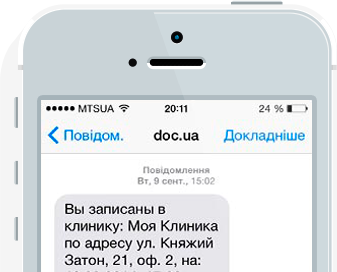 MTSUA 20:11 24 %
Повідом. doc.ua Докладніше
Повідомлення
Вт, 9 сент., 15:02
Вы записаны в
клинику: Моя Клиника
по адресу ул. Княжий
Затон, 21, оф. 2, на: